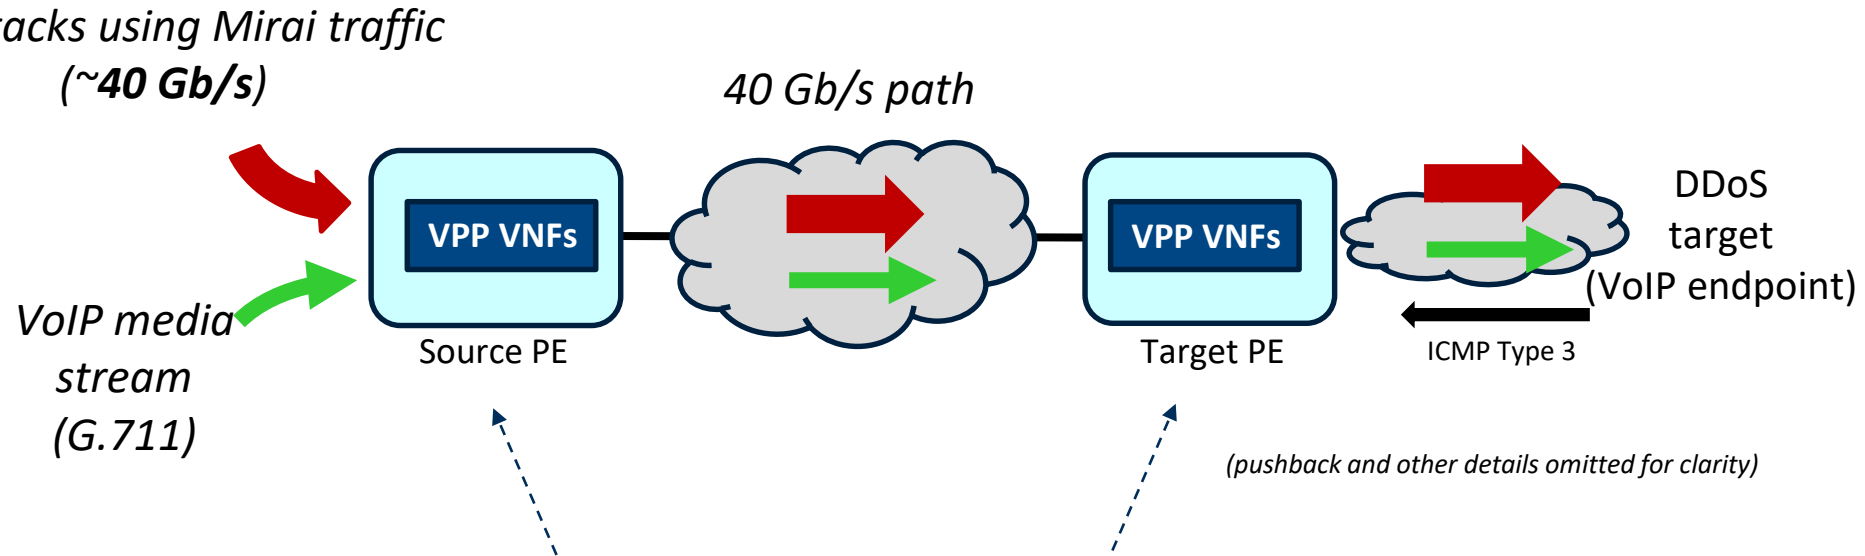 using Mirai traffic
(~40 Gb/s)
40 Gb/s path
VPP VNFs
VPP VNFs
DDoS
target
(VoIP endpoint)
VoIP media
stream
(G.711)
Source PE
Target PE
ICMP Type 3
(pushback and other details omitted for clarity)